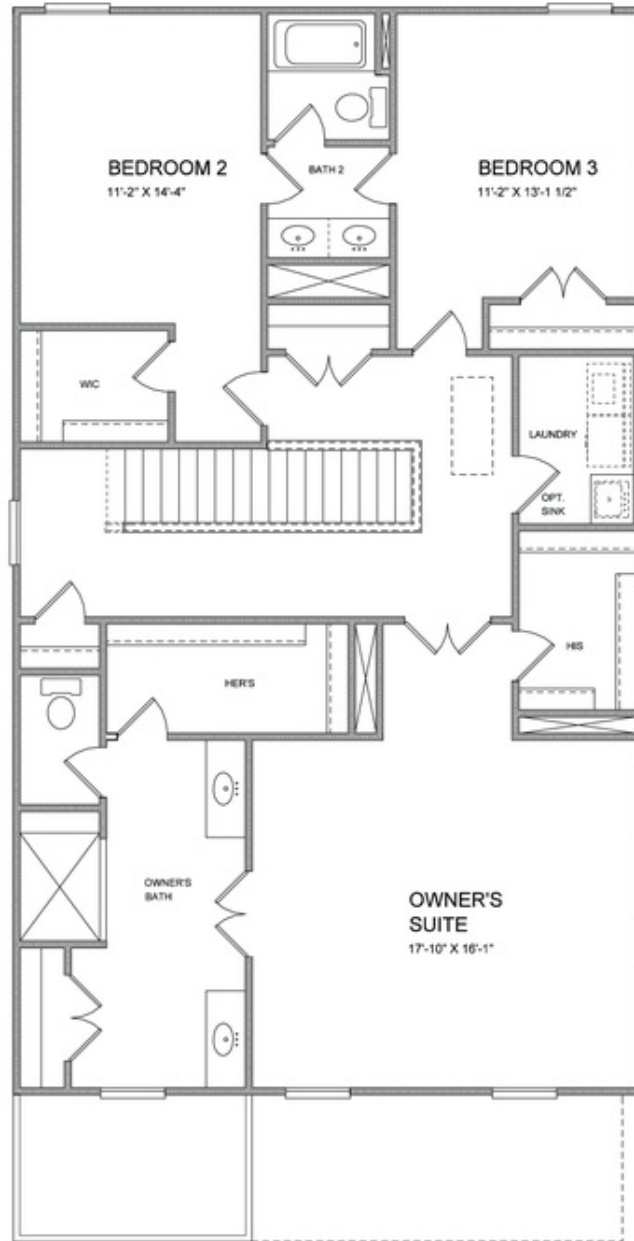 BEDROOM 2
11'-2" X 14'-4"
BATH 2
BEDROOM 3
11'-2" X 13'-1 1/2"
WIC
LAUNDRY
OPT.
SINK
HER'S
HIS
OWNER'S
BATH
OWNER'S
SUITE
17'-10" X 16'-1"